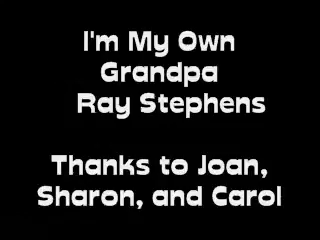 I'm My Own
Grandpa
Ray Stephens
Thanks to Joan,
Sharon, and Carol